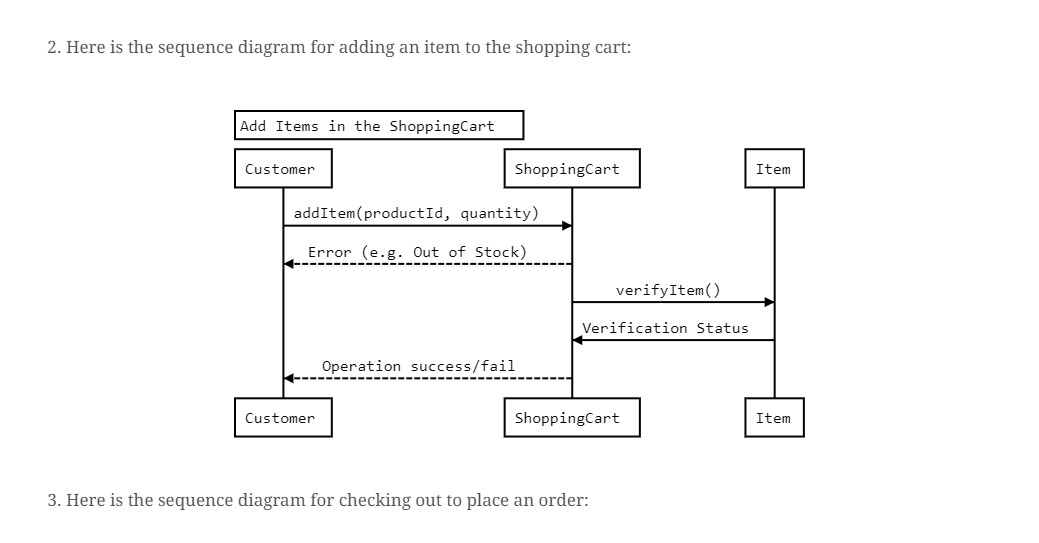 2. Here is the sequence diagram for adding an item to the shopping cart:
Add Items in the ShoppingCart
Customer
ShoppingCart
Item
addItem(productId, quantity)
Error (e.g. Out of Stock)
verifyItem()
Verification Status
Operation success/fail
Customer
ShoppingCart
Item
3. Here is the sequence diagram for checking out to place an order: